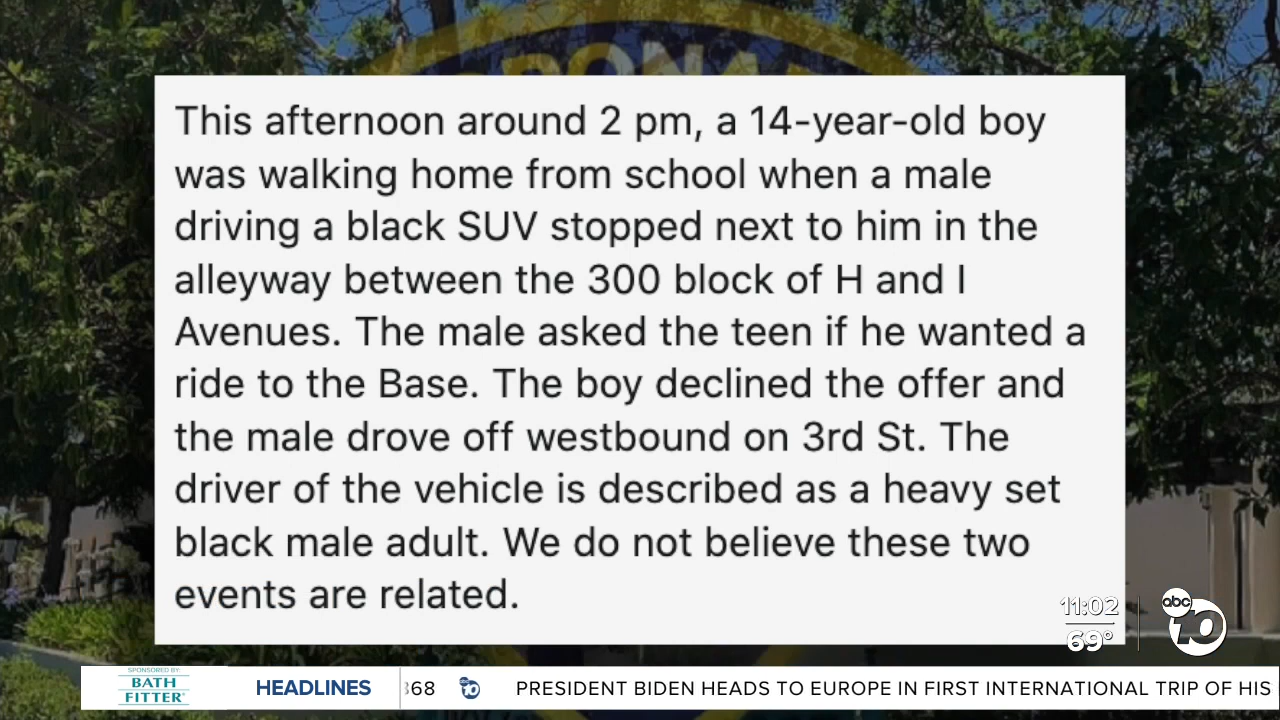 This afternoon around 2 pm, a 14-year-old boy
was walking home from school when a male
driving a black SUV stopped next to him in the
alleyway between the 300 block of H and I
Avenues. The male asked the teen if he wanted a
ride to the Base. The boy declined the offer and
the male drove off westbound on 3rd St. The
driver of the vehicle is described as a heavy set
black male adult. We do not believe these two
events are related.
11:02
69°
abc 10
SPONSORED BY:
BATH
FITTER®
HEADLINES
68
PRESIDENT BIDEN HEADS TO EUROPE IN FIRST INTERNATIONAL TRIP OF HIS